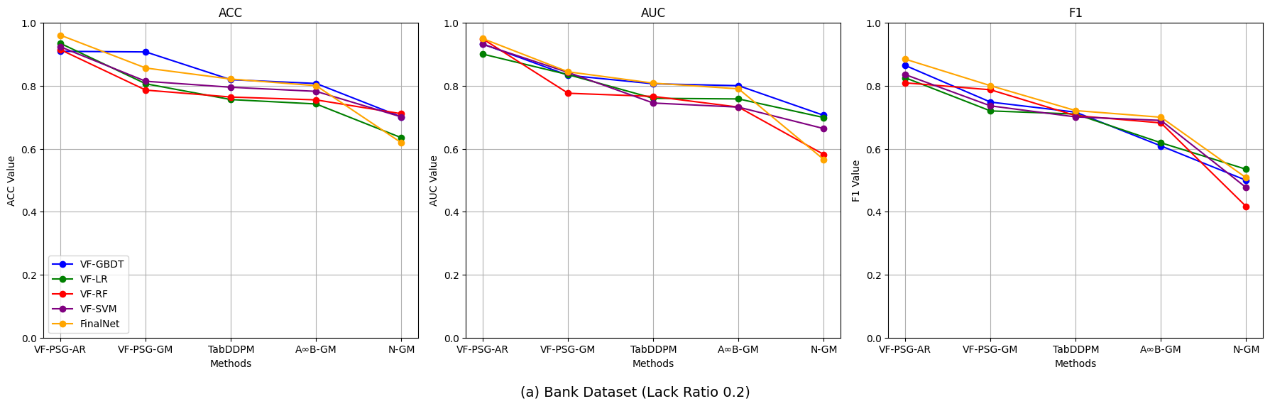 ACC
ACC Value
1.0
0.8
0.6
0.4
0.2
0.0
VF-GBDT
VF-LR
VF-RF
VF-SVM
FinalNet
VF-PSG-AR VF-PSG-GM TabDDPM A∞B-GM N-GM
Methods
AUC
AUC Value
1.0
0.8
0.6
0.4
0.2
0.0
VF-PSG-AR VF-PSG-GM TabDDPM A∞B-GM N-GM
Methods
F1
F1 Value
1.0
0.8
0.6
0.4
0.2
0.0
VF-PSG-AR VF-PSG-GM TabDDPM A∞B-GM N-GM
Methods
(a) Bank Dataset (Lack Ratio 0.2)